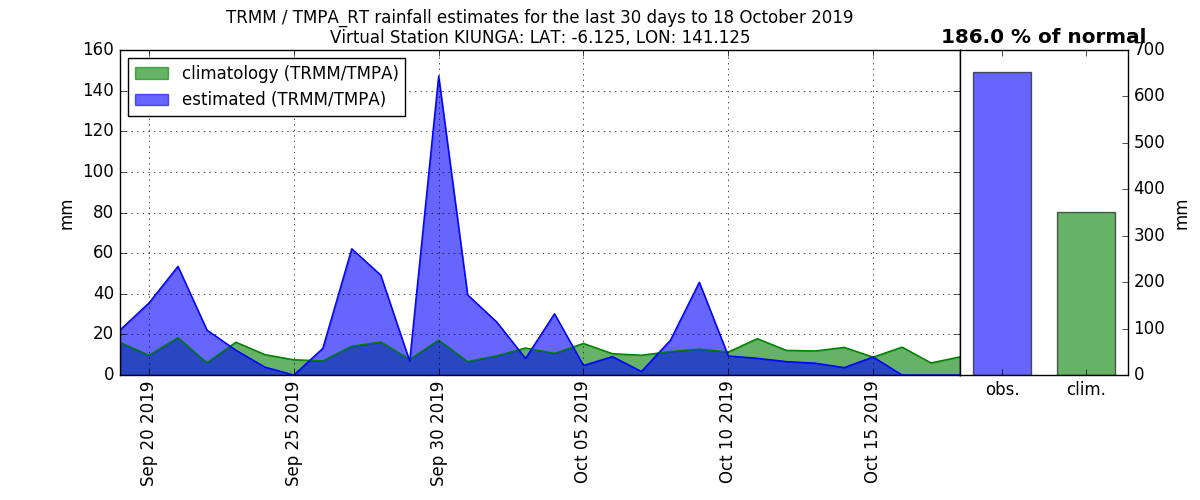 TRMM / TMPA_RT rainfall estimates for the last 30 days to 18 October 2019
Virtual Station KIUNGA: LAT: -6.125, LON: 141.125
186.0 % of normal
climatology (TRMM/TMPA)
estimated (TRMM/TMPA)
mm
160
140
120
100
80
60
40
20
0
Sep 20 2019
Sep 25 2019
Sep 30 2019
Oct 05 2019
Oct 10 2019
Oct 15 2019
700
600
500
400
300
200
100
0
mm
obs.
clim.